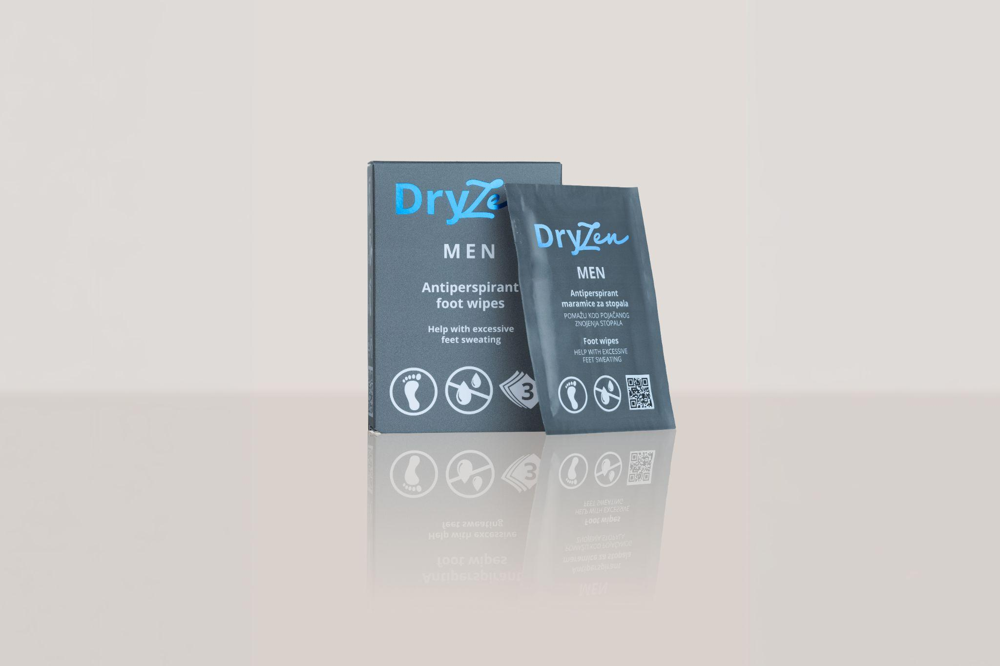 DryZe
MEN
Antiperspirant
foot wipes
Help with excessive
feet sweating
3
DryZen
MEN
Antiperspirant
maramice za stopala
POMAŽU KOD POJAČANOG
ZNOJENJA STOPALA
Foot wipes
HELP WITH EXCESSIVE
FEET SWEATING